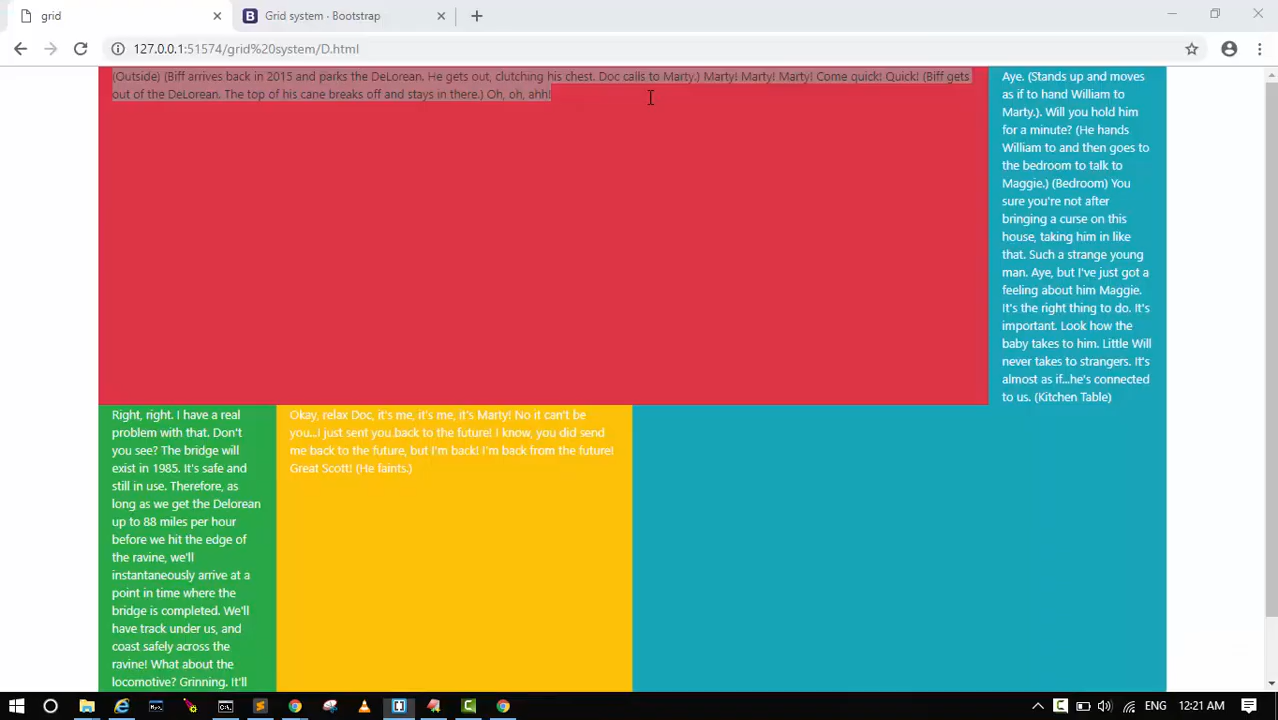 grid
Grid system · Bootstrap
127.0.0.1:51574/grid%20system/D.html
(Outside) (Biff arrives back in 2015 and parks the DeLorean. He gets out, clutching his chest. Doc calls to Marty.) Marty! Marty! Marty! Come quick! Quick! (Biff gets
out of the DeLorean. The top of his cane breaks off and stays in there.) Oh, oh, ahh!
Aye. (Stands up and moves
as if to hand William to
Marty.). Will you hold him
for a minute? (He hands
William to and then goes to
the bedroom to talk to
Maggie.) (Bedroom) You
sure you're not after
bringing a curse on this
house, taking him in like
that. Such a strange young
man. Aye, but I've just got a
feeling about him Maggie.
It's the right thing to do. It's
important. Look how the
baby takes to him. Little Will
never takes to strangers. It's
almost as if...he's connected
to us. (Kitchen Table)
Right, right. I have a real
problem with that. Don't
you see? The bridge will
exist in 1985. It's safe and
still in use. Therefore, as
long as we get the Delorean
up to 88 miles per hour
before we hit the edge of
the ravine, we'll
instantaneously arrive at a
point in time where the
bridge is completed. We'll
have track under us, and
coast safely across the
ravine! What about the
locomotive? Grinning. It'll
Okay, relax Doc, it's me, it's me, it's Marty! No it can't be
you...I just sent you back to the future! I know, you did send
me back to the future, but I'm back! I'm back from the future!
Great Scott! (He faints.)
ENG
12:21 AM